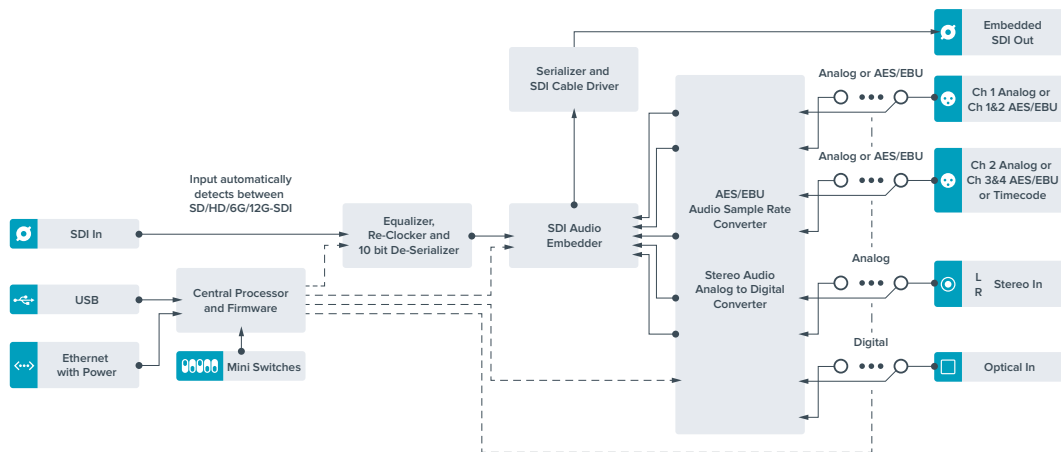 Embedded
SDI Out
Serializer and
SDI Cable Driver
Analog or AES/EBU
Ch 1 Analog or
Ch 1&2 AES/EBU
Analog or AES/EBU
Ch 2 Analog or
Ch 3&4 AES/EBU
or Timecode
Input automatically
detects between
SD/HD/6G/12G-SDI
AES/EBU
Audio Sample Rate
Converter
SDI In
Equalizer,
Re-Clocker and
10 bit De-Serializer
SDI Audio
Embedder
Analog
Stereo Audio
Analog to Digital
Converter
L
R
Stereo In
USB
Central Processor
and Firmware
Digital
Ethernet
with Power
Mini Switches
Optical In